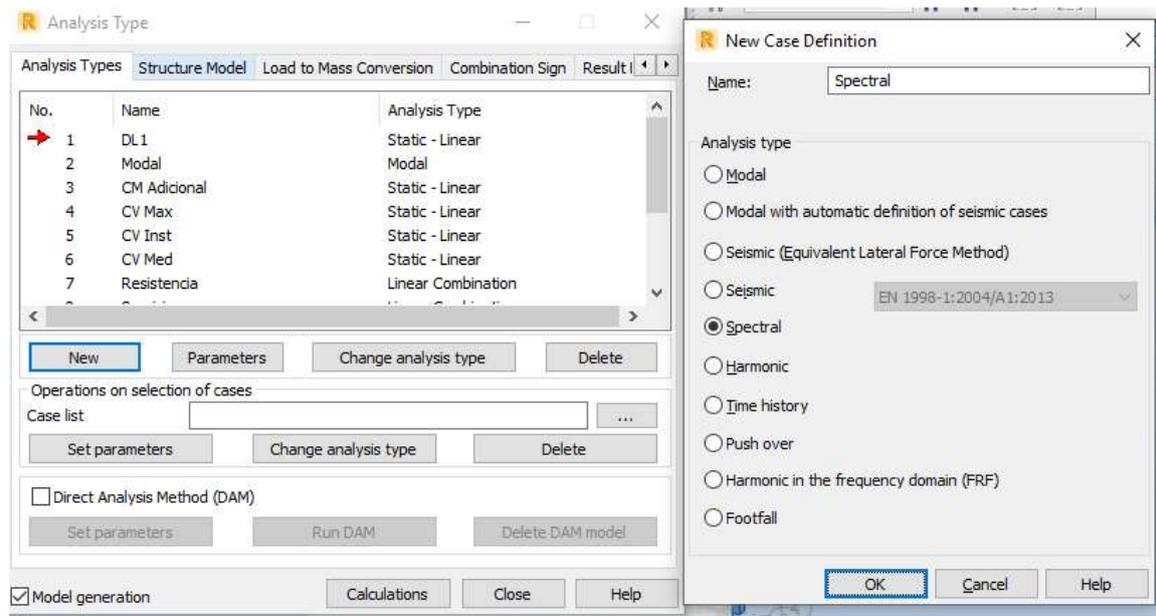 Analysis Type
Analysis Types Structure Model Load to Mass Conversion Combination Sign Result
No. Name Analysis Type
1 DL1 Static - Linear
2 Modal Modal
3 CM Adicional Static - Linear
4 CV Max Static - Linear
5 CV Inst Static - Linear
6 CV Med Static - Linear
7 Resistencia Linear Combination
New Parameters Change analysis type Delete
Operations on selection of cases
Case list ...
Set parameters Change analysis type Delete
Direct Analysis Method (DAM)
Set parameters Run DAM Delete DAM model
Model generation Calculations Close Help
New Case Definition
Name: Spectral
Analysis type
Modal
Modal with automatic definition of seismic cases
Seismic (Equivalent Lateral Force Method)
Seismic EN 1998-1:2004/A1:2013
Spectral
Harmonic
Time history
Push over
Harmonic in the frequency domain (FRF)
Footfall
OK Cancel Help